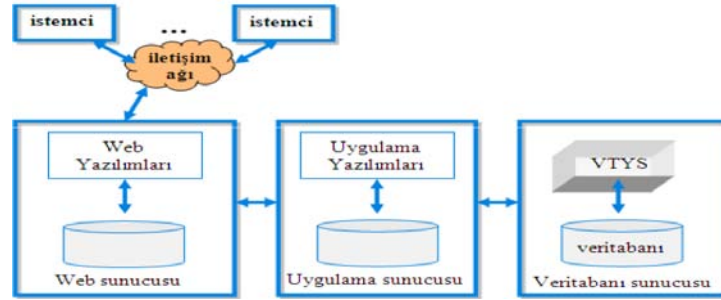 istemci
...
istemci
iletişim
ağı
Web
Yazılımları
Web sunucusu
Uygulama
Yazılımları
Uygulama sunucusu
VTYS
veritabanı
Veritabanı sunucusu